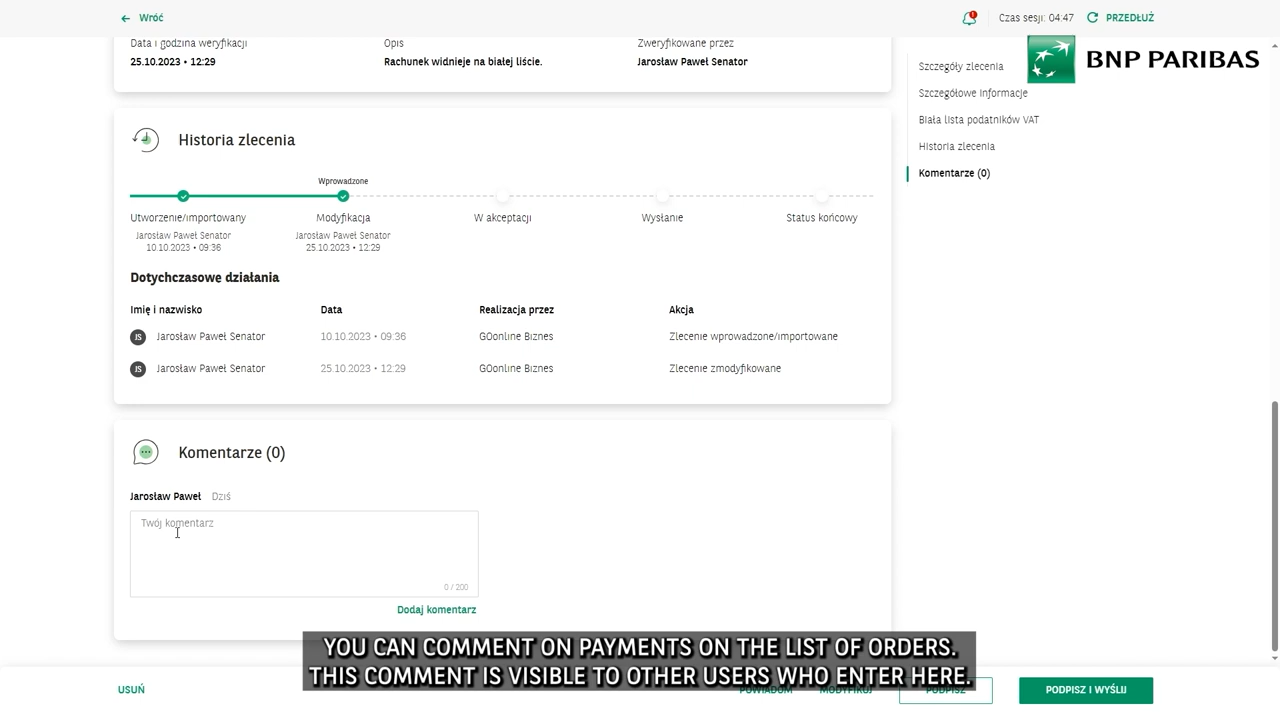 Wróć
Czas sesji: 04:47
PRZEDŁUŻ
BNP PARIBAS
Data i godzina weryfikacji
Opis
Zweryfikowane przez
25.10.2023 • 12:29
Rachunek widnieje na białej liście.
Jarosław Paweł Senator
Szczegóły zlecenia
Szczegółowe informacje
Biała lista podatników VAT
Historia zlecenia
Komentarze (0)
Historia zlecenia
Wprowadzone
Utworzenie/importowany
Modyfikacja
W akceptacji
Wysłanie
Status końcowy
Jarosław Paweł Senator
Jarosław Paweł Senator
10.10.2023 • 09:36
25.10.2023 • 12:29
Dotychczasowe działania
Imię i nazwisko
Data
Realizacja przez
Akcja
JS Jarosław Paweł Senator
10.10.2023 • 09:36
GOonline Biznes
Zlecenie wprowadzone/importowane
JS Jarosław Paweł Senator
25.10.2023 • 12:29
GOonline Biznes
Zlecenie zmodyfikowane
Komentarze (0)
Jarosław Paweł Dziś
Twój komentarz
0 / 200
Dodaj komentarz
YOU CAN COMMENT ON PAYMENTS ON THE LIST OF ORDERS.
THIS COMMENT IS VISIBLE TO OTHER USERS WHO ENTER HERE.
USUŃ
POWIADOM
MODYFIKUJ
PODPISZ
PODPISZ I WYŚLIJ